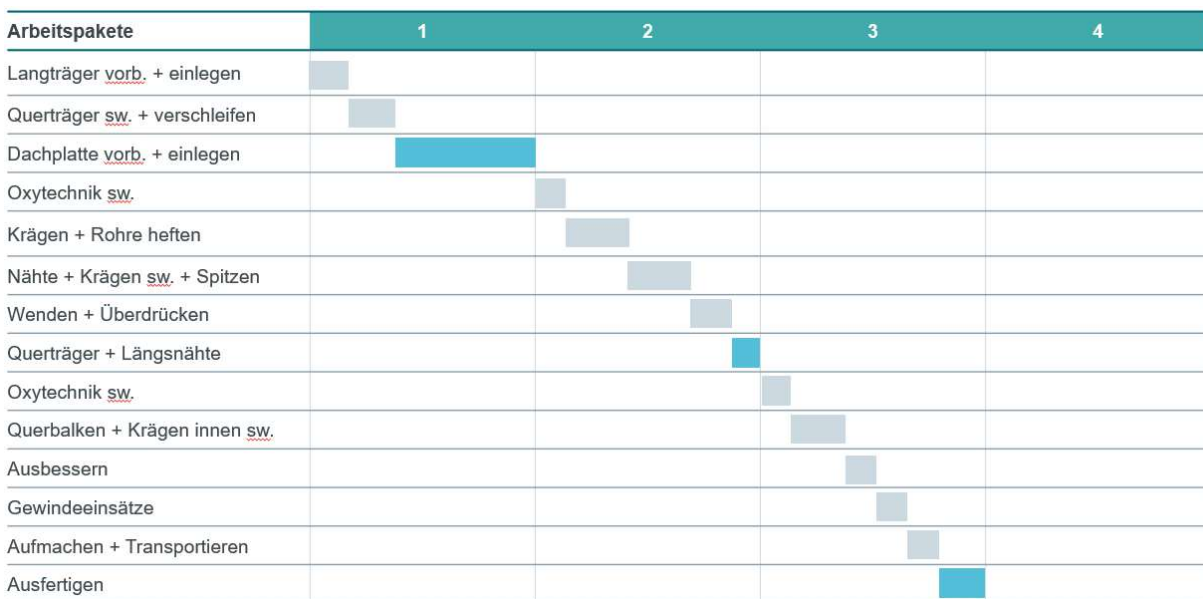 Arbeitspakete 1 2 3 4
Langträger vorb. + einlegen
Querträger sw. + verschleifen
Dachplatte vorb. + einlegen
Oxytechnik sw.
Krägen + Rohre heften
Nähte + Krägen sw. + Spitzen
Wenden + Überdrücken
Querträger + Längsnähte
Oxytechnik sw.
Querbalken + Krägen innen sw.
Ausbessern
Gewindeeinsätze
Aufmachen + Transportieren
Ausfertigen